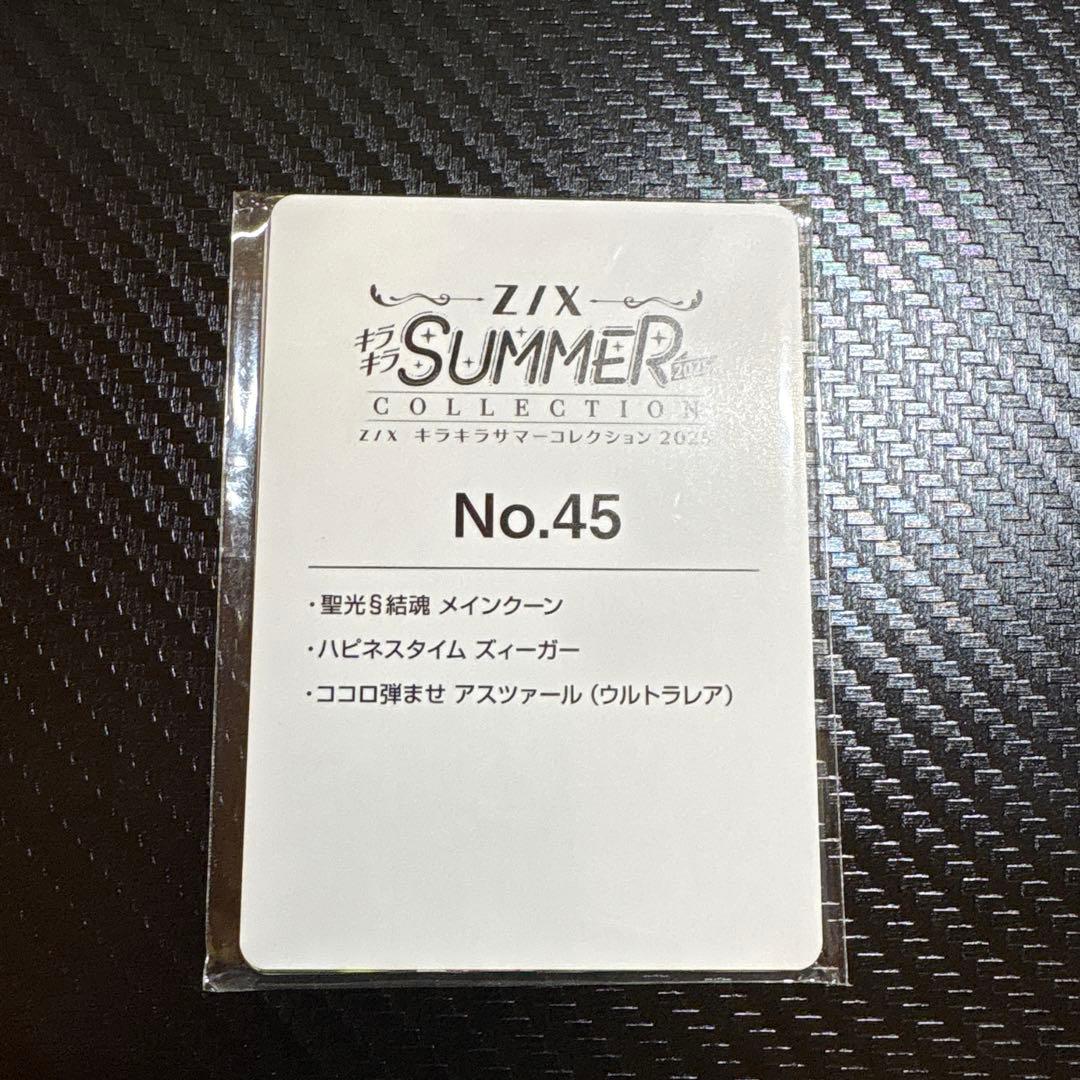 Z/X
キラキラ SUMMER 2025
COLLECTION
Z/X キラキラサマーコレクション 2025
No.45
・聖光§結魂 メインクーン
・ハピネスタイム ズィーガー
・ココロ弾ませ アスツァール（ウルトラレア）